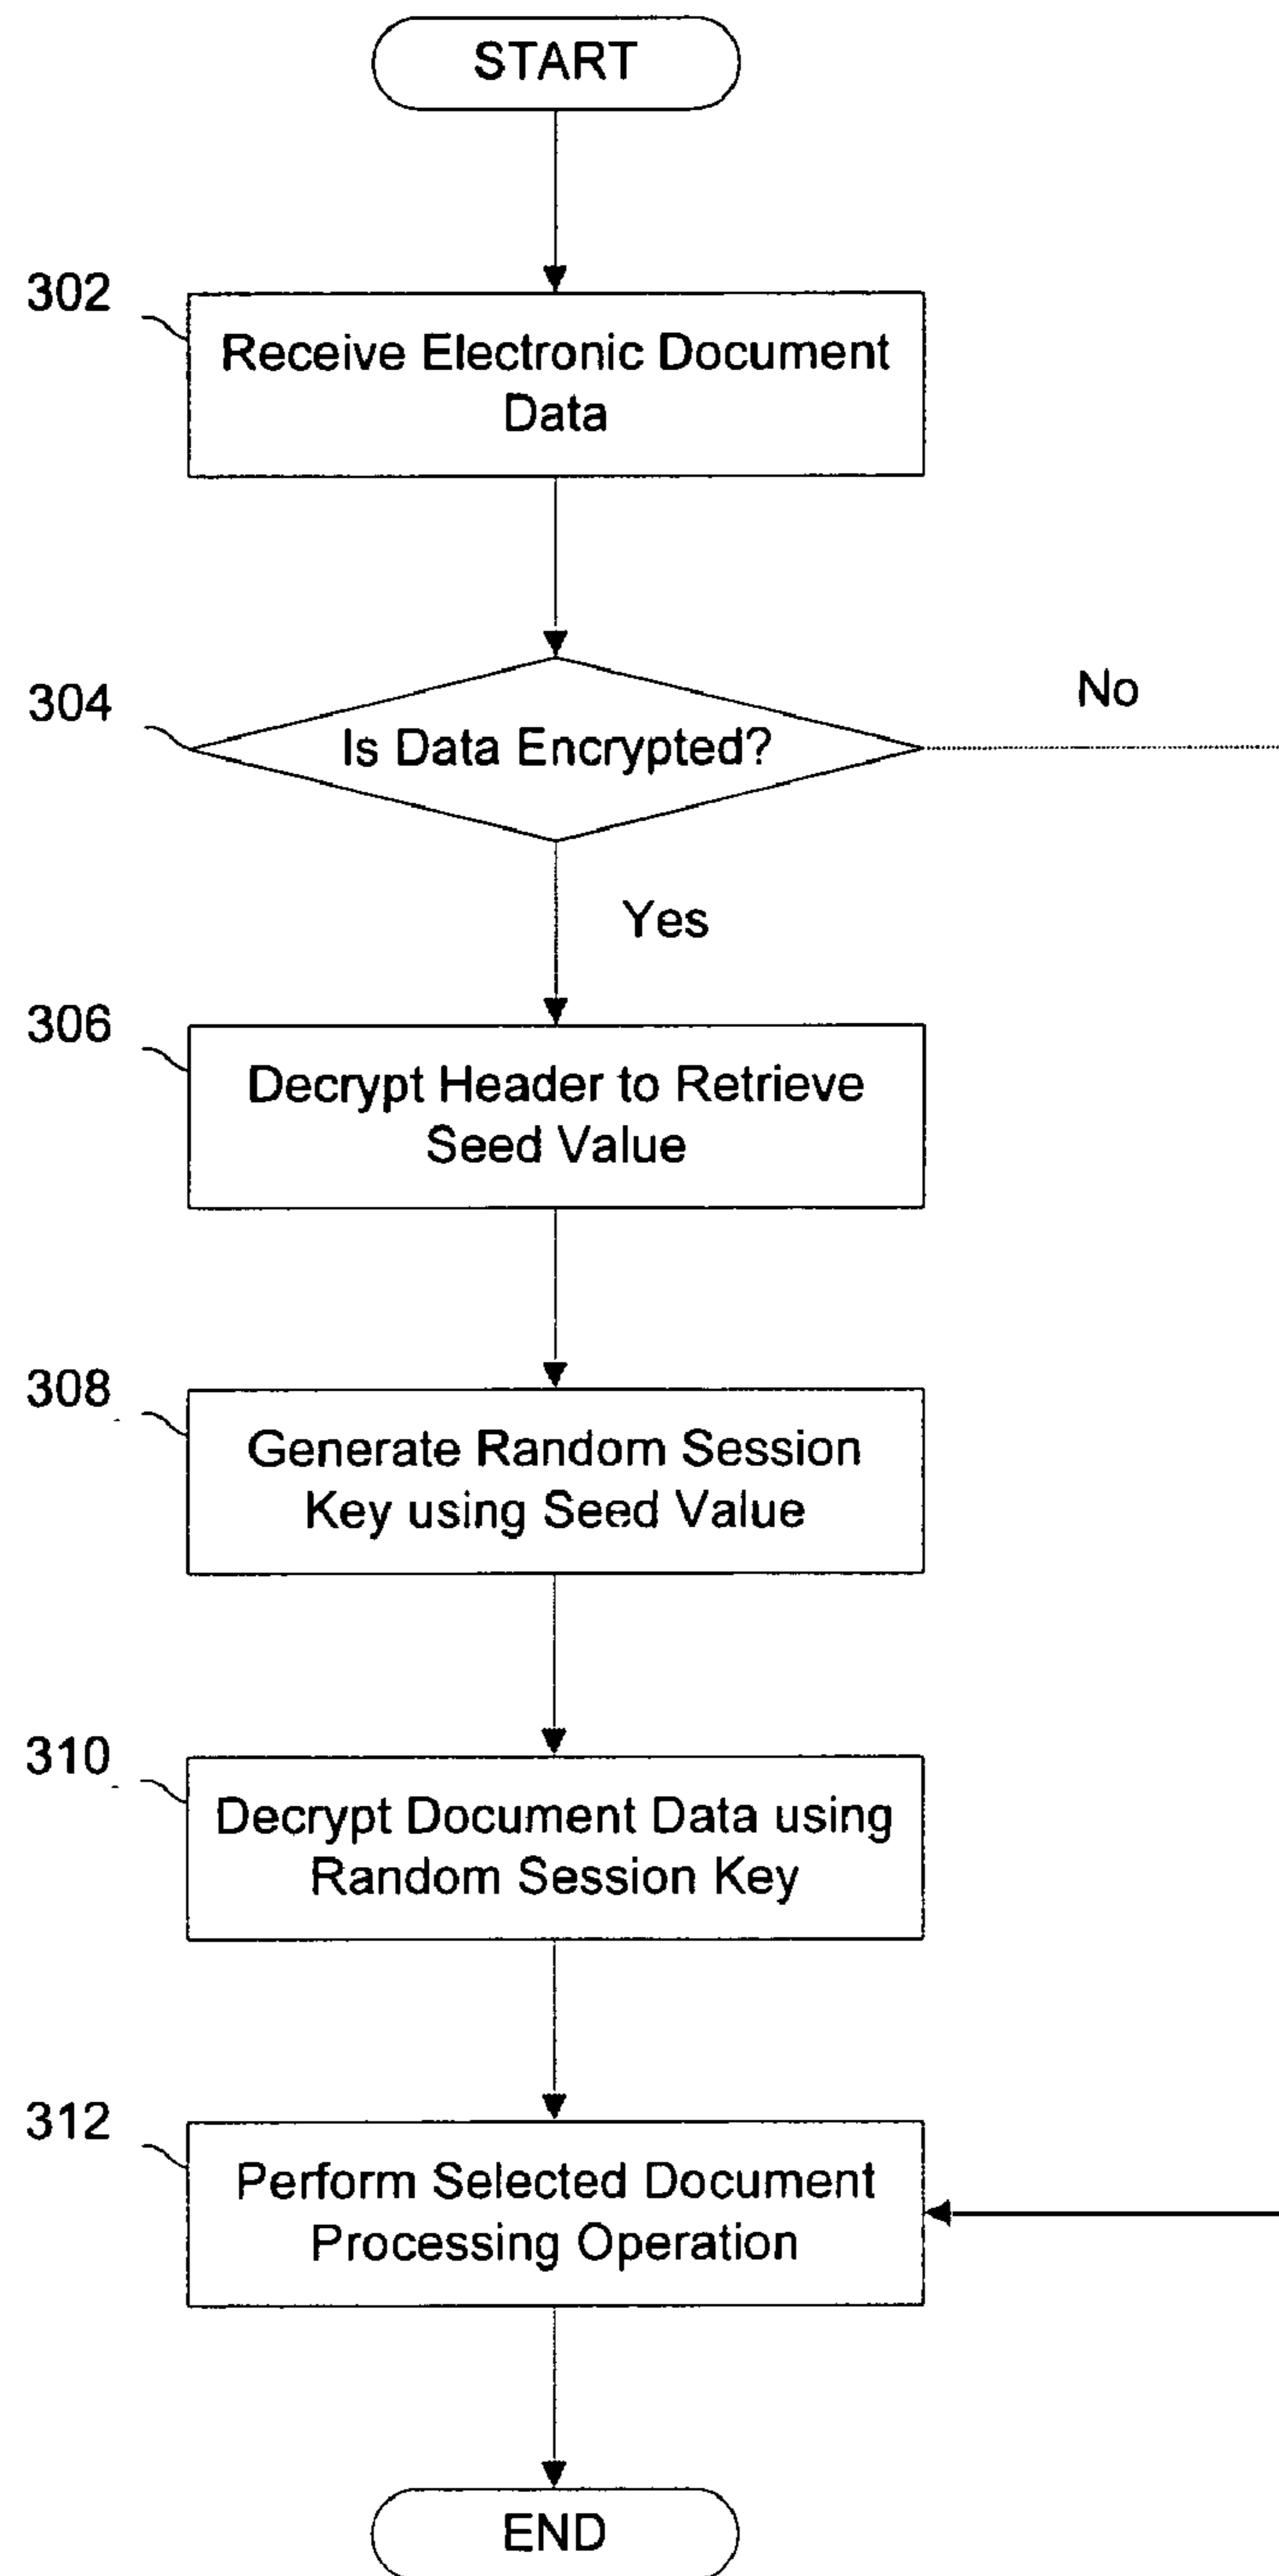 START
302
Receive Electronic Document
Data
304
Is Data Encrypted?
No
Yes
306
Decrypt Header to Retrieve
Seed Value
308
Generate Random Session
Key using Seed Value
310
Decrypt Document Data using
Random Session Key
312
Perform Selected Document
Processing Operation
END